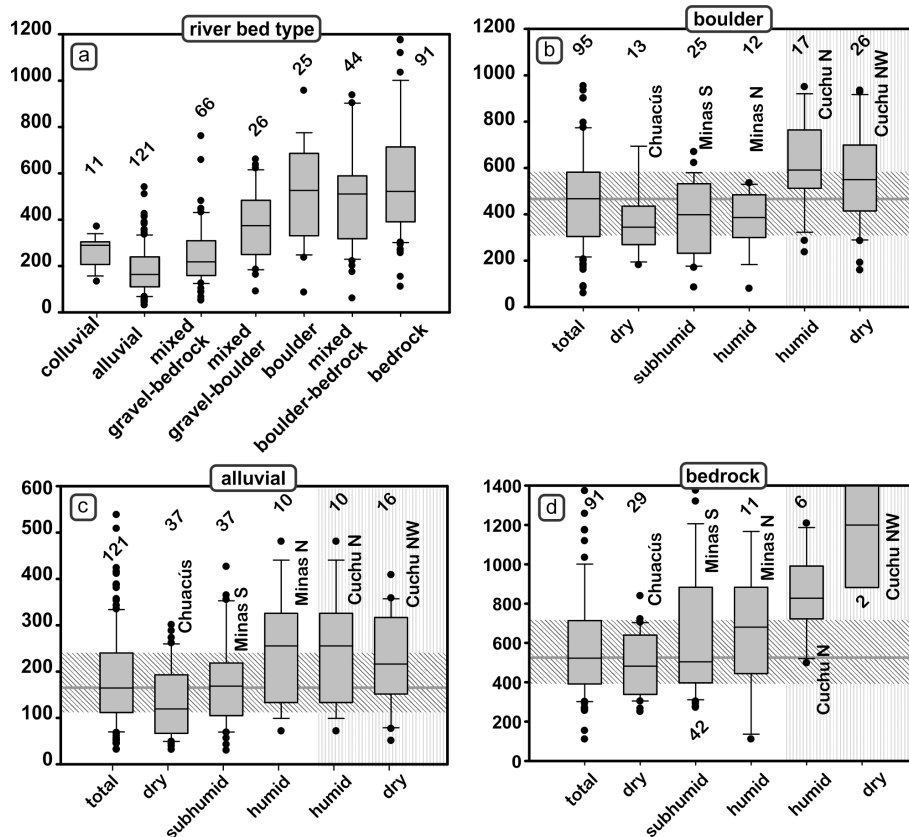 river bed type
a
1200
1000
800
600
400
200
0
11
121
66
26
25
44
91
colluvial
alluvial
mixed
gravel-bedrock
mixed
gravel-boulder
boulder
mixed
boulder-bedrock
bedrock
boulder
b
1200
1000
800
600
400
200
0
95
13
25
12
17
26
Chuacús
Minas S
Minas N
Cuchu N
Cuchu NW
total
dry
subhumid
humid
humid
dry
alluvial
c
600
500
400
300
200
100
0
121
37
37
10
10
16
Chuacús
Minas S
Minas N
Cuchu N
Cuchu NW
total
dry
subhumid
humid
humid
dry
bedrock
d
1400
1200
1000
800
600
400
200
0
91
29
42
11
6
2
Chuacús
Minas S
Minas N
Cuchu N
Cuchu NW
total
dry
subhumid
humid
humid
dry